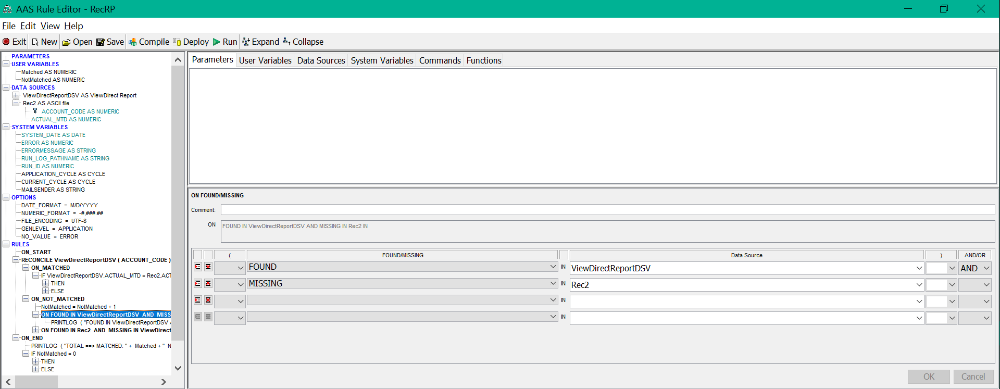 AAS Rule Editor - RecRP
File Edit View Help
Exit New Open Save Compile Deploy Run Expand Collapse
PARAMETERS
USER VARIABLES
Matched AS NUMERIC
NotMatched AS NUMERIC
DATA SOURCES
ViewDirectReportDSV AS ViewDirect Report
Rec2 AS ASCII file
ACCOUNT_CODE AS NUMERIC
ACTUAL_MTD AS NUMERIC
SYSTEM VARIABLES
SYSTEM_DATE AS DATE
ERROR AS NUMERIC
ERRORMESSAGE AS STRING
RUN_LOG_PATHNAME AS STRING
RUN_ID AS NUMERIC
APPLICATION_CYCLE AS CYCLE
CURRENT_CYCLE AS CYCLE
MAILSENDER AS STRING
OPTIONS
DATE_FORMAT = M/D/YYYY
NUMERIC_FORMAT = -#,###.##
FILE_ENCODING = UTF-8
GENLEVEL = APPLICATION
NO_VALUE = ERROR
RULES
ON_START
RECONCILE ViewDirectReportDSV ( ACCOUNT_CODE )
ON_MATCHED
IF ViewDirectReportDSV.ACTUAL_MTD = Rec2.ACT
THEN
ELSE
ON_NOT_MATCHED
NotMatched = NotMatched + 1
ON FOUND IN ViewDirectReportDSV AND MISS
PRINTLOG ( "FOUND IN ViewDirectReportDSV
ON FOUND IN Rec2 AND MISSING IN ViewDirect
ON_END
PRINTLOG ( "TOTAL ==> MATCHED: " + Matched + " N
IF NotMatched = 0
THEN
ELSE
Parameters User Variables Data Sources System Variables Commands Functions
ON FOUND/MISSING
Comment:
ON FOUND IN ViewDirectReportDSV AND MISSING IN Rec2 IN
( FOUND/MISSING Data Source ) AND/OR
FOUND IN ViewDirectReportDSV AND
MISSING IN Rec2
IN
IN
OK Cancel